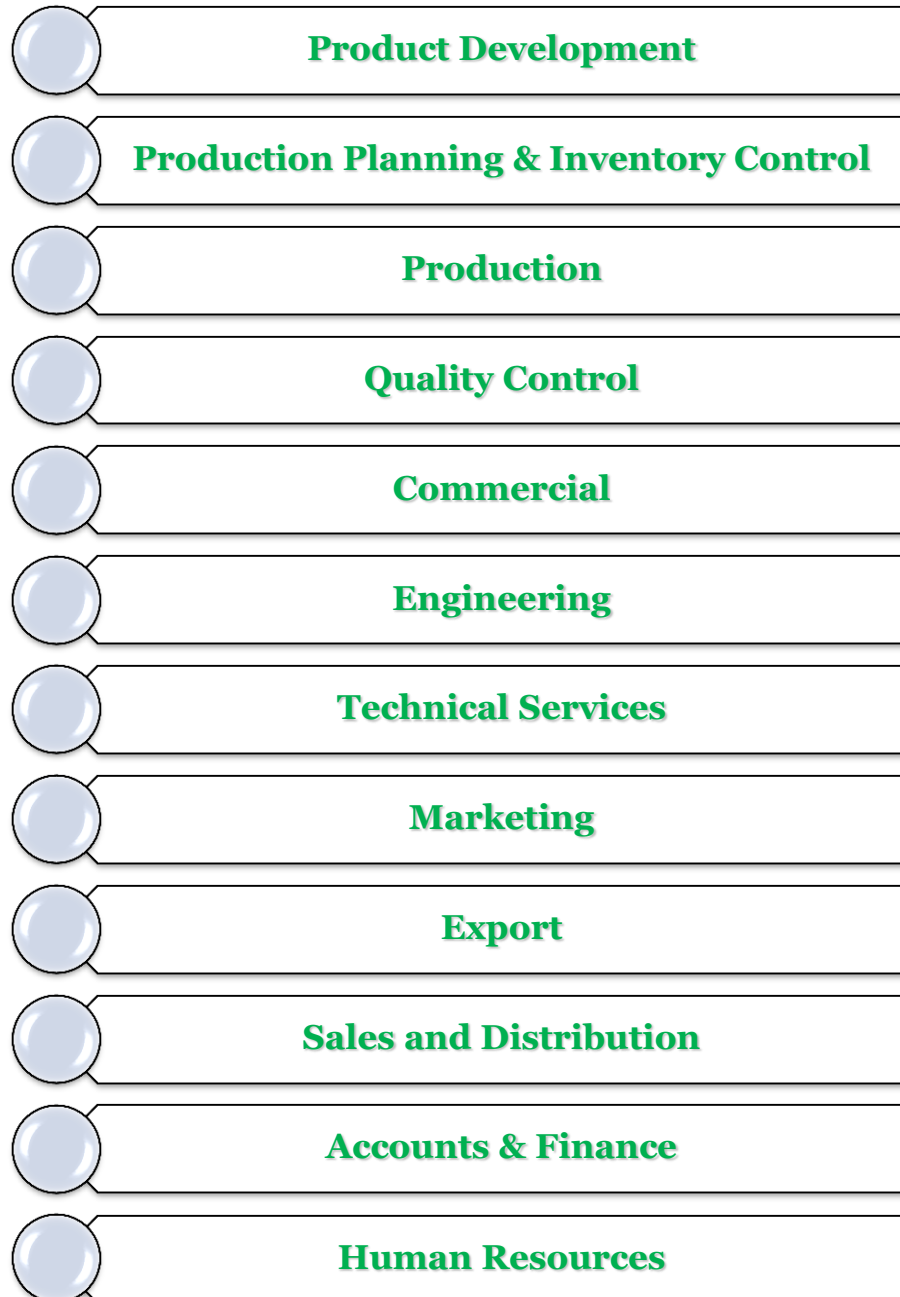 Product Development
Production Planning & Inventory Control
Production
Quality Control
Commercial
Engineering
Technical Services
Marketing
Export
Sales and Distribution
Accounts & Finance
Human Resources